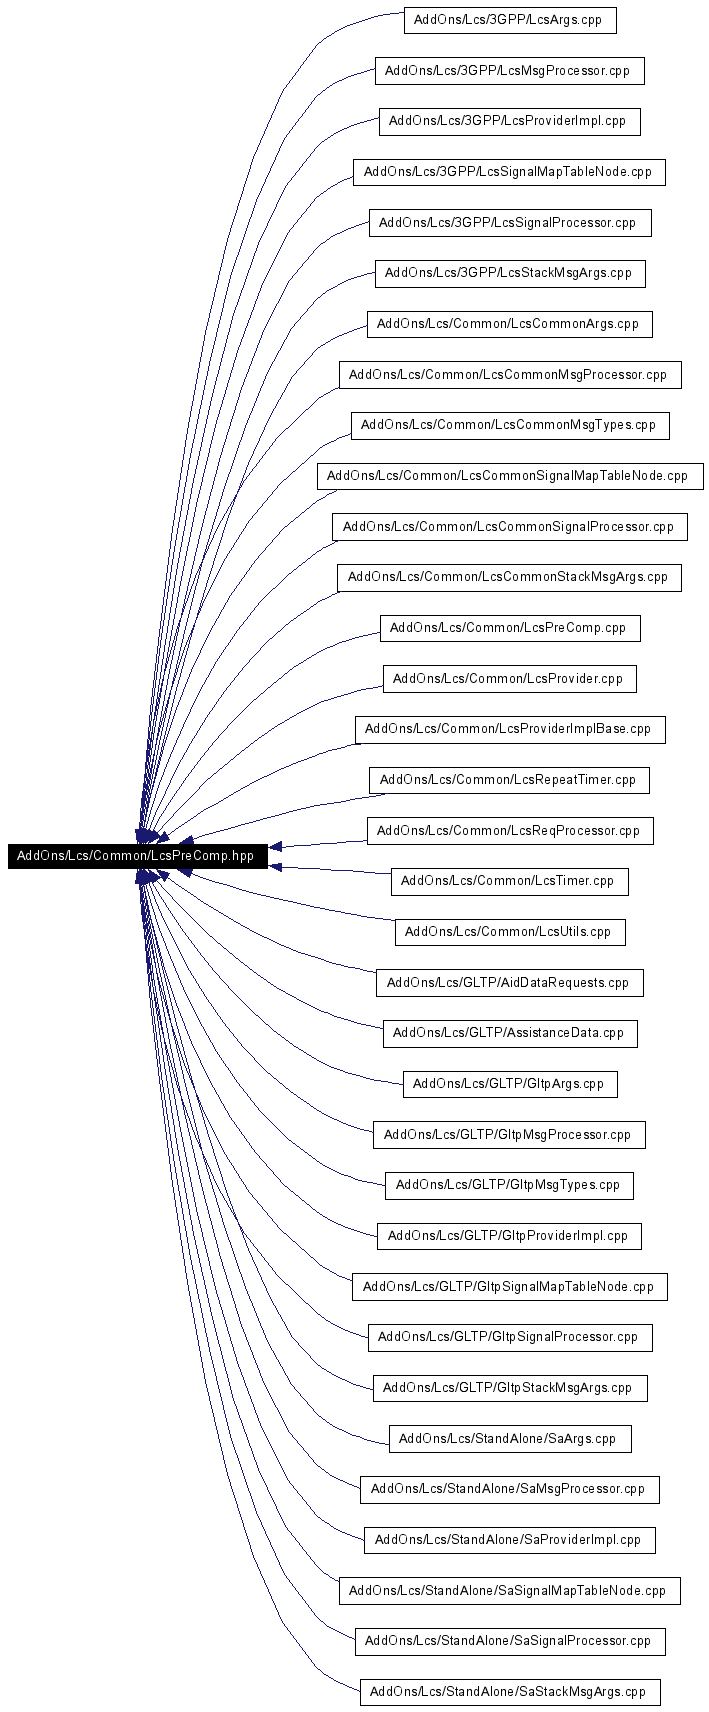 AddOns/Lcs/3GPP/LcsArgs.cpp
AddOns/Lcs/3GPP/LcsMsgProcessor.cpp
AddOns/Lcs/3GPP/LcsProviderImpl.cpp
AddOns/Lcs/3GPP/LcsSignalMapTableNode.cpp
AddOns/Lcs/3GPP/LcsSignalProcessor.cpp
AddOns/Lcs/3GPP/LcsStackMsgArgs.cpp
AddOns/Lcs/Common/LcsCommonArgs.cpp
AddOns/Lcs/Common/LcsCommonMsgProcessor.cpp
AddOns/Lcs/Common/LcsCommonMsgTypes.cpp
AddOns/Lcs/Common/LcsCommonSignalMapTableNode.cpp
AddOns/Lcs/Common/LcsCommonSignalProcessor.cpp
AddOns/Lcs/Common/LcsCommonStackMsgArgs.cpp
AddOns/Lcs/Common/LcsPreComp.cpp
AddOns/Lcs/Common/LcsProvider.cpp
AddOns/Lcs/Common/LcsProviderImplBase.cpp
AddOns/Lcs/Common/LcsRepeatTimer.cpp
AddOns/Lcs/Common/LcsReqProcessor.cpp
AddOns/Lcs/Common/LcsPreComp.hpp
AddOns/Lcs/Common/LcsTimer.cpp
AddOns/Lcs/Common/LcsUtils.cpp
AddOns/Lcs/GLTP/AidDataRequests.cpp
AddOns/Lcs/GLTP/AssistanceData.cpp
AddOns/Lcs/GLTP/GltpArgs.cpp
AddOns/Lcs/GLTP/GltpMsgProcessor.cpp
AddOns/Lcs/GLTP/GltpMsgTypes.cpp
AddOns/Lcs/GLTP/GltpProviderImpl.cpp
AddOns/Lcs/GLTP/GltpSignalMapTableNode.cpp
AddOns/Lcs/GLTP/GltpSignalProcessor.cpp
AddOns/Lcs/GLTP/GltpStackMsgArgs.cpp
AddOns/Lcs/StandAlone/SaArgs.cpp
AddOns/Lcs/StandAlone/SaMsgProcessor.cpp
AddOns/Lcs/StandAlone/SaProviderImpl.cpp
AddOns/Lcs/StandAlone/SaSignalMapTableNode.cpp
AddOns/Lcs/StandAlone/SaSignalProcessor.cpp
AddOns/Lcs/StandAlone/SaStackMsgArgs.cpp